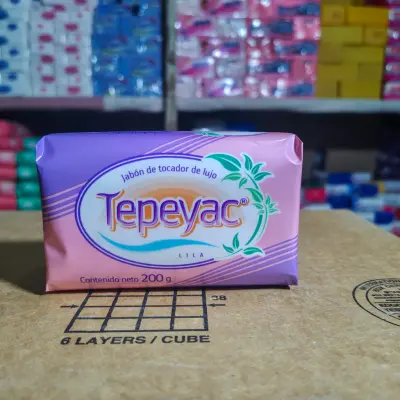 Jabón de tocador de lujo
Tepeyac®
LILA
Contenido neto 200 g
6 LAYERS / CUBE